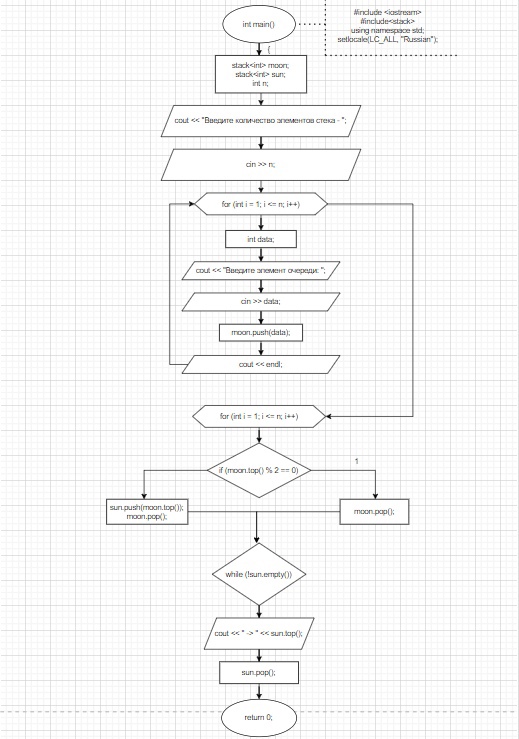 int main()
#include <iostream>
#include<stack>
using namespace std;
setlocale(LC_ALL, "Russian");
{
stack<int> moon;
stack<int> sun;
int n;
cout << "Введите количество элементов стека - ";
cin >> n;
for (int i = 1; i <= n; i++)
int data;
cout << "Введите элемент очереди: ";
cin >> data;
moon.push(data);
cout << endl;
for (int i = 1; i <= n; i++)
if (moon.top() % 2 == 0)
1
sun.push(moon.top());
moon.pop();
moon.pop();
while (!sun.empty())
cout << " -> " << sun.top();
sun.pop();
return 0;